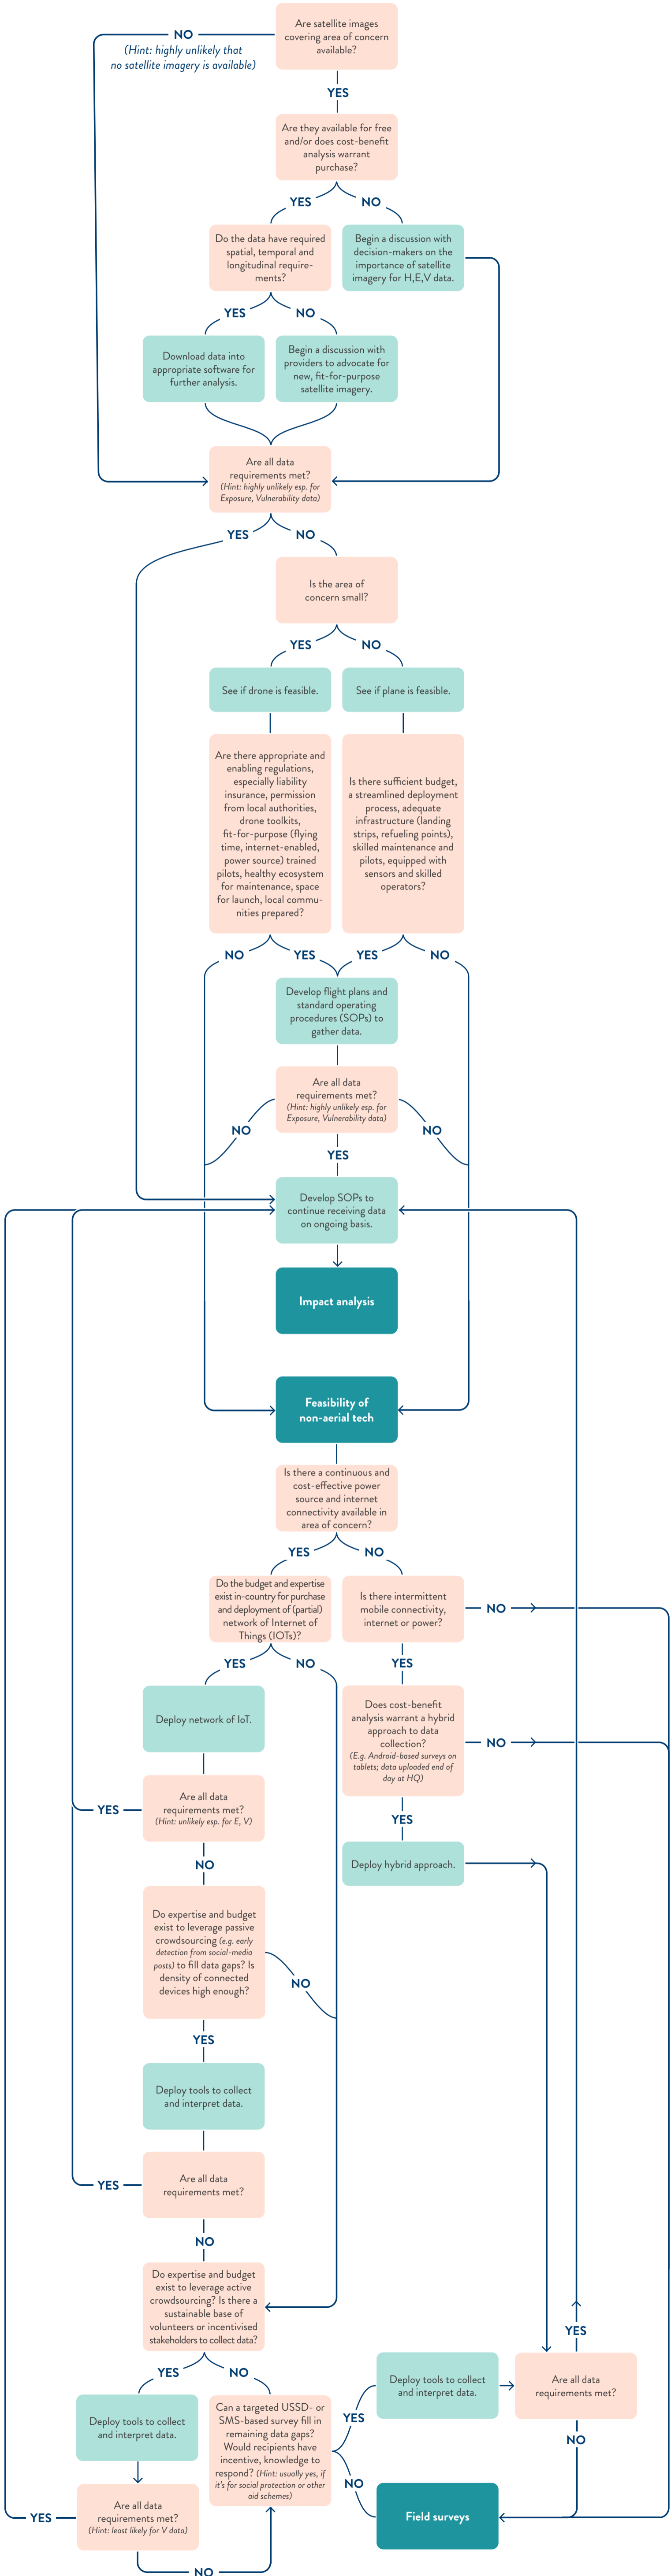 Are satellite images
covering area of concern
available?
NO
(Hint: highly unlikely that
no satellite imagery is available)
YES
Are they available for free
and/or does cost-benefit
analysis warrant
purchase?
YES
NO
Do the data have required
spatial, temporal and
longitudinal require-
ments?
Begin a discussion with
decision-makers on the
importance of satellite
imagery for H,E,V data.
YES
NO
Download data into
appropriate software for
further analysis.
Begin a discussion with
providers to advocate for
new, fit-for-purpose
satellite imagery.
Are all data
requirements met?
(Hint: highly unlikely esp. for
Exposure, Vulnerability data)
YES
NO
Is the area of
concern small?
YES
NO
See if drone is feasible.
See if plane is feasible.
Are there appropriate and
enabling regulations,
especially liability
insurance, permission
from local authorities,
drone toolkits,
fit-for-purpose (flying
time, internet-enabled,
power source) trained
pilots, healthy ecosystem
for maintenance, space
for launch, local commu-
nities prepared?
Is there sufficient budget,
a streamlined deployment
process, adequate
infrastructure (landing
strips, refueling points),
skilled maintenance and
pilots, equipped with
sensors and skilled
operators?
NO
YES
YES
NO
Develop flight plans and
standard operating
procedures (SOPs) to
gather data.
Are all data
requirements met?
(Hint: highly unlikely esp. for
Exposure, Vulnerability data)
NO
NO
YES
Develop SOPs to
continue receiving data
on ongoing basis.
Impact analysis
Feasibility of
non-aerial tech
Is there a continuous and
cost-effective power
source and internet
connectivity available in
area of concern?
YES
NO
Do the budget and expertise
exist in-country for purchase
and deployment of (partial)
network of Internet of
Things (IOTs)?
Is there intermittent
mobile connectivity,
internet or power?
NO
YES
NO
YES
Deploy network of IoT.
Does cost-benefit
analysis warrant a hybrid
approach to data
collection?
(E.g. Android-based surveys on
tablets; data uploaded end of
day at HQ)
NO
Are all data
requirements met?
(Hint: unlikely esp. for E, V)
YES
YES
NO
Deploy hybrid approach.
Do expertise and budget
exist to leverage passive
crowdsourcing (e.g. early
detection from social-media
posts) to fill data gaps? Is
density of connected
devices high enough?
NO
YES
Deploy tools to collect
and interpret data.
Are all data
requirements met?
YES
NO
Do expertise and budget
exist to leverage active
crowdsourcing? Is there a
sustainable base of
volunteers or incentivised
stakeholders to collect data?
YES
NO
Deploy tools to collect
and interpret data.
Can a targeted USSD- or
SMS-based survey fill in
remaining data gaps?
Would recipients have
incentive, knowledge to
respond? (Hint: usually yes, if
it's for social protection or other
aid schemes)
YES
NO
Deploy tools to collect
and interpret data.
Are all data
requirements met?
YES
NO
Field surveys
Are all data
requirements met?
(Hint: least likely for V data)
YES
NO